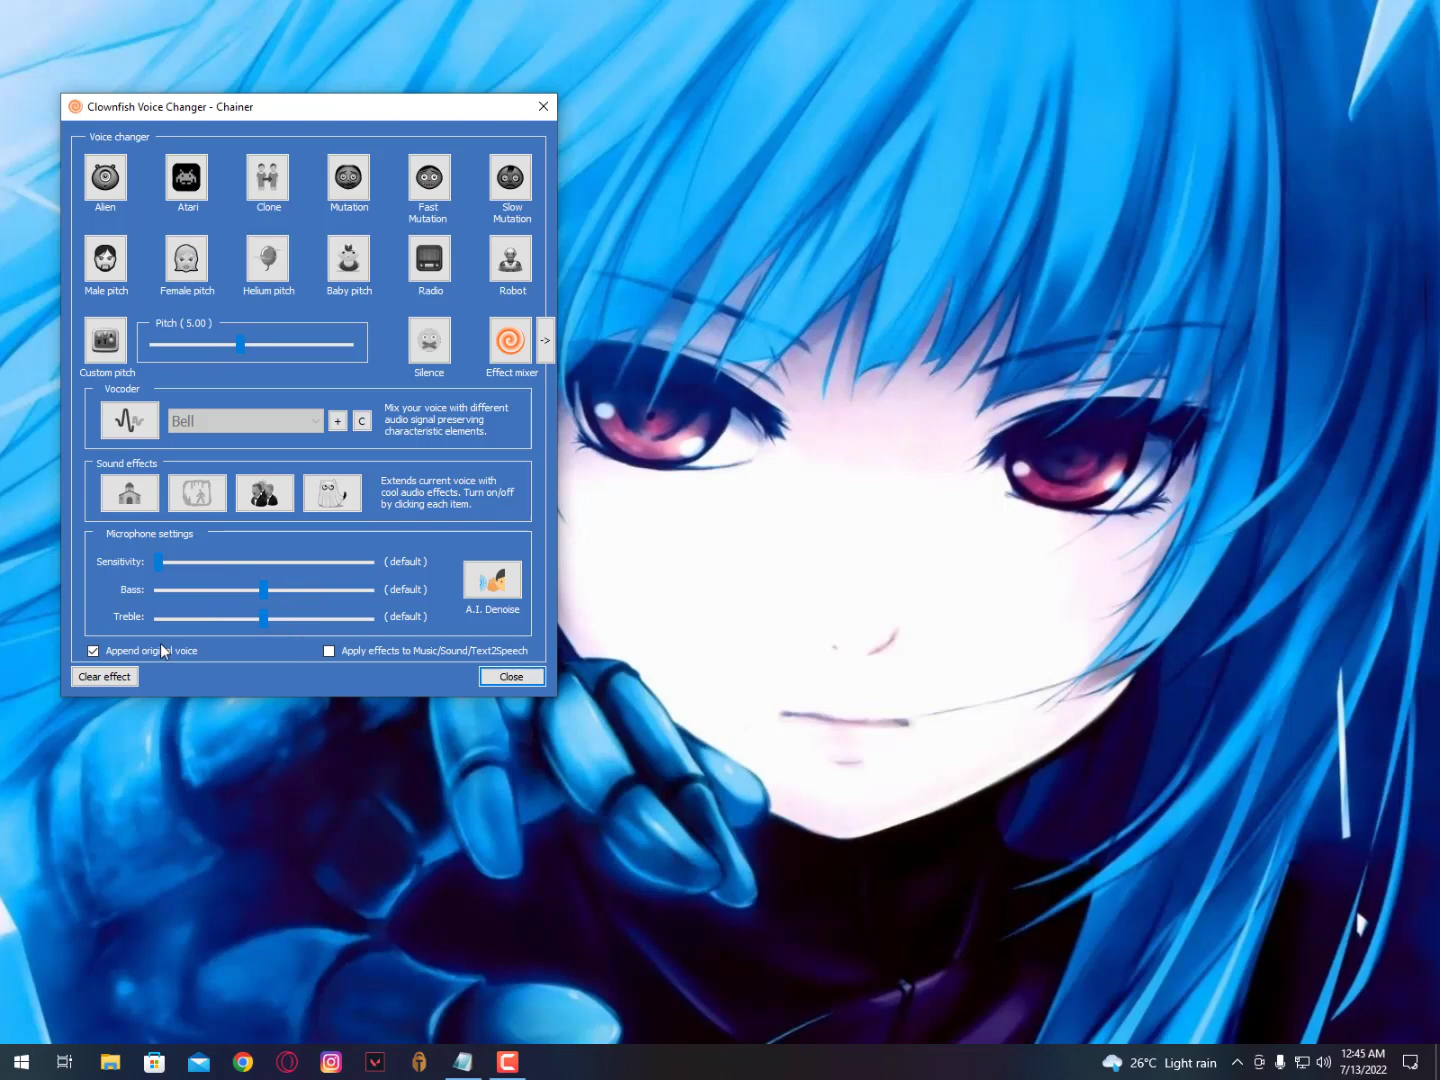 Clownfish Voice Changer - Chainer
Voice changer
Alien
Atari
Clone
Mutation
Fast
Mutation
Slow
Mutation
Male pitch
Female pitch
Helium pitch
Baby pitch
Radio
Robot
Pitch ( 5.00 )
->
Custom pitch
Silence
Effect mixer
Vocoder
Bell
+
C
Mix your voice with different
audio signal preserving
characteristic elements.
Sound effects
Extends current voice with
cool audio effects. Turn on/off
by clicking each item.
Microphone settings
Sensitivity:
( default )
Bass:
( default )
Treble:
( default )
A.I. Denoise
Append original voice
Apply effects to Music/Sound/Text2Speech
Clear effect
Close
26°C Light rain
12:45 AM
7/13/2022